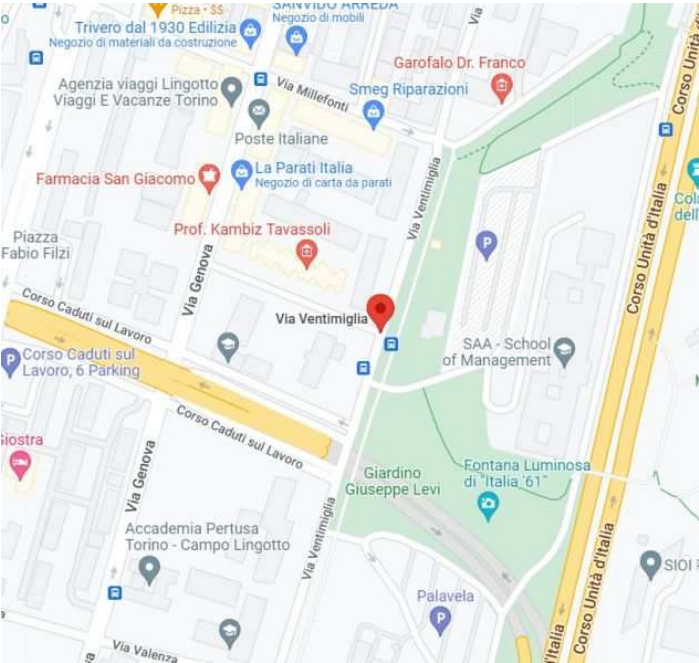 Pizza • $$
SANVIDO ARREDA
Negozio di mobili
Via
Trivero dal 1930 Edilizia
Negozio di materiali da costruzione
Garofalo Dr. Franco
Corso Unità d'Italia
Agenzia viaggi Lingotto
Viaggi E Vacanze Torino
Via Millefonti
Smeg Riparazioni
Poste Italiane
La Parati Italia
Negozio di carta da parati
Farmacia San Giacomo
Via Ventimiglia
Prof. Kambiz Tavassoli
Piazza
Fabio Filzi
Via Genova
P
Corso Unità d'Italia
Via Ventimiglia
Corso Caduti sul Lavoro
SAA - School
of Management
P
Corso Caduti sul
Lavoro, 6 Parking
Corso Caduti sul Lavoro
Giostra
Via Genova
Giardino
Giuseppe Levi
Fontana Luminosa
di "Italia '61"
Via Ventimiglia
Accademia Pertusa
Torino - Campo Lingotto
Corso Unità d'Italia
SIOI
Palavela
P
Via Valenza
d'Italia